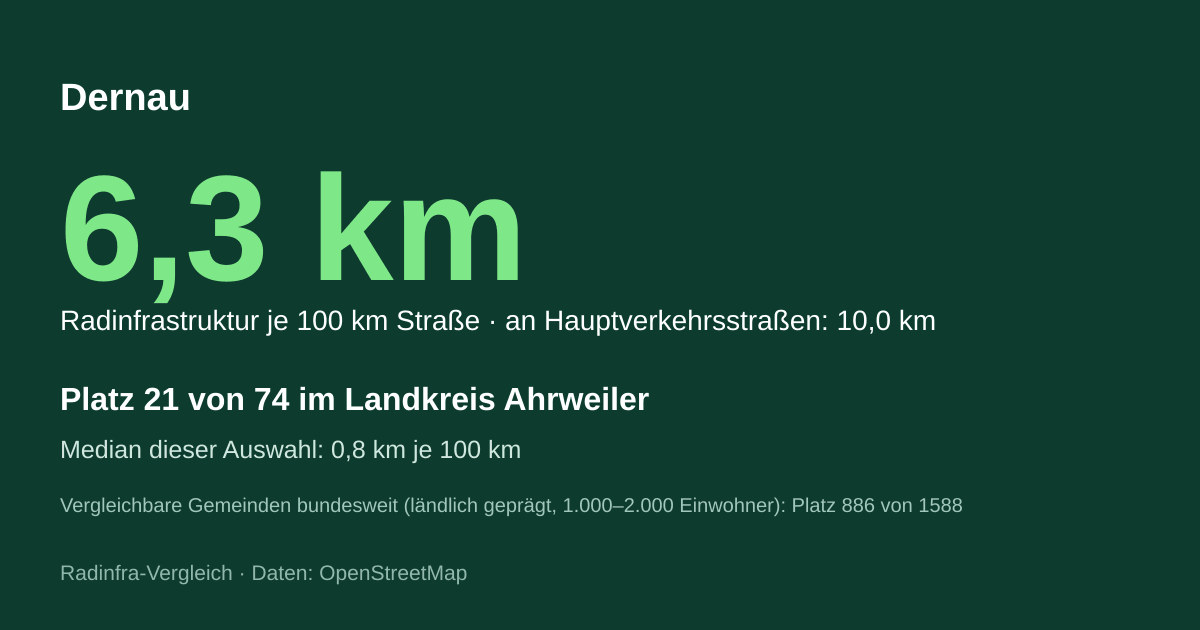 Dernau
6,3 km
Radinfrastruktur je 100 km Straße · an Hauptverkehrsstraßen: 10,0 km
Platz 21 von 74 im Landkreis Ahrweiler
Median dieser Auswahl: 0,8 km je 100 km
Vergleichbare Gemeinden bundesweit (ländlich geprägt, 1.000–2.000 Einwohner): Platz 886 von 1588
Radinfra-Vergleich · Daten: OpenStreetMap